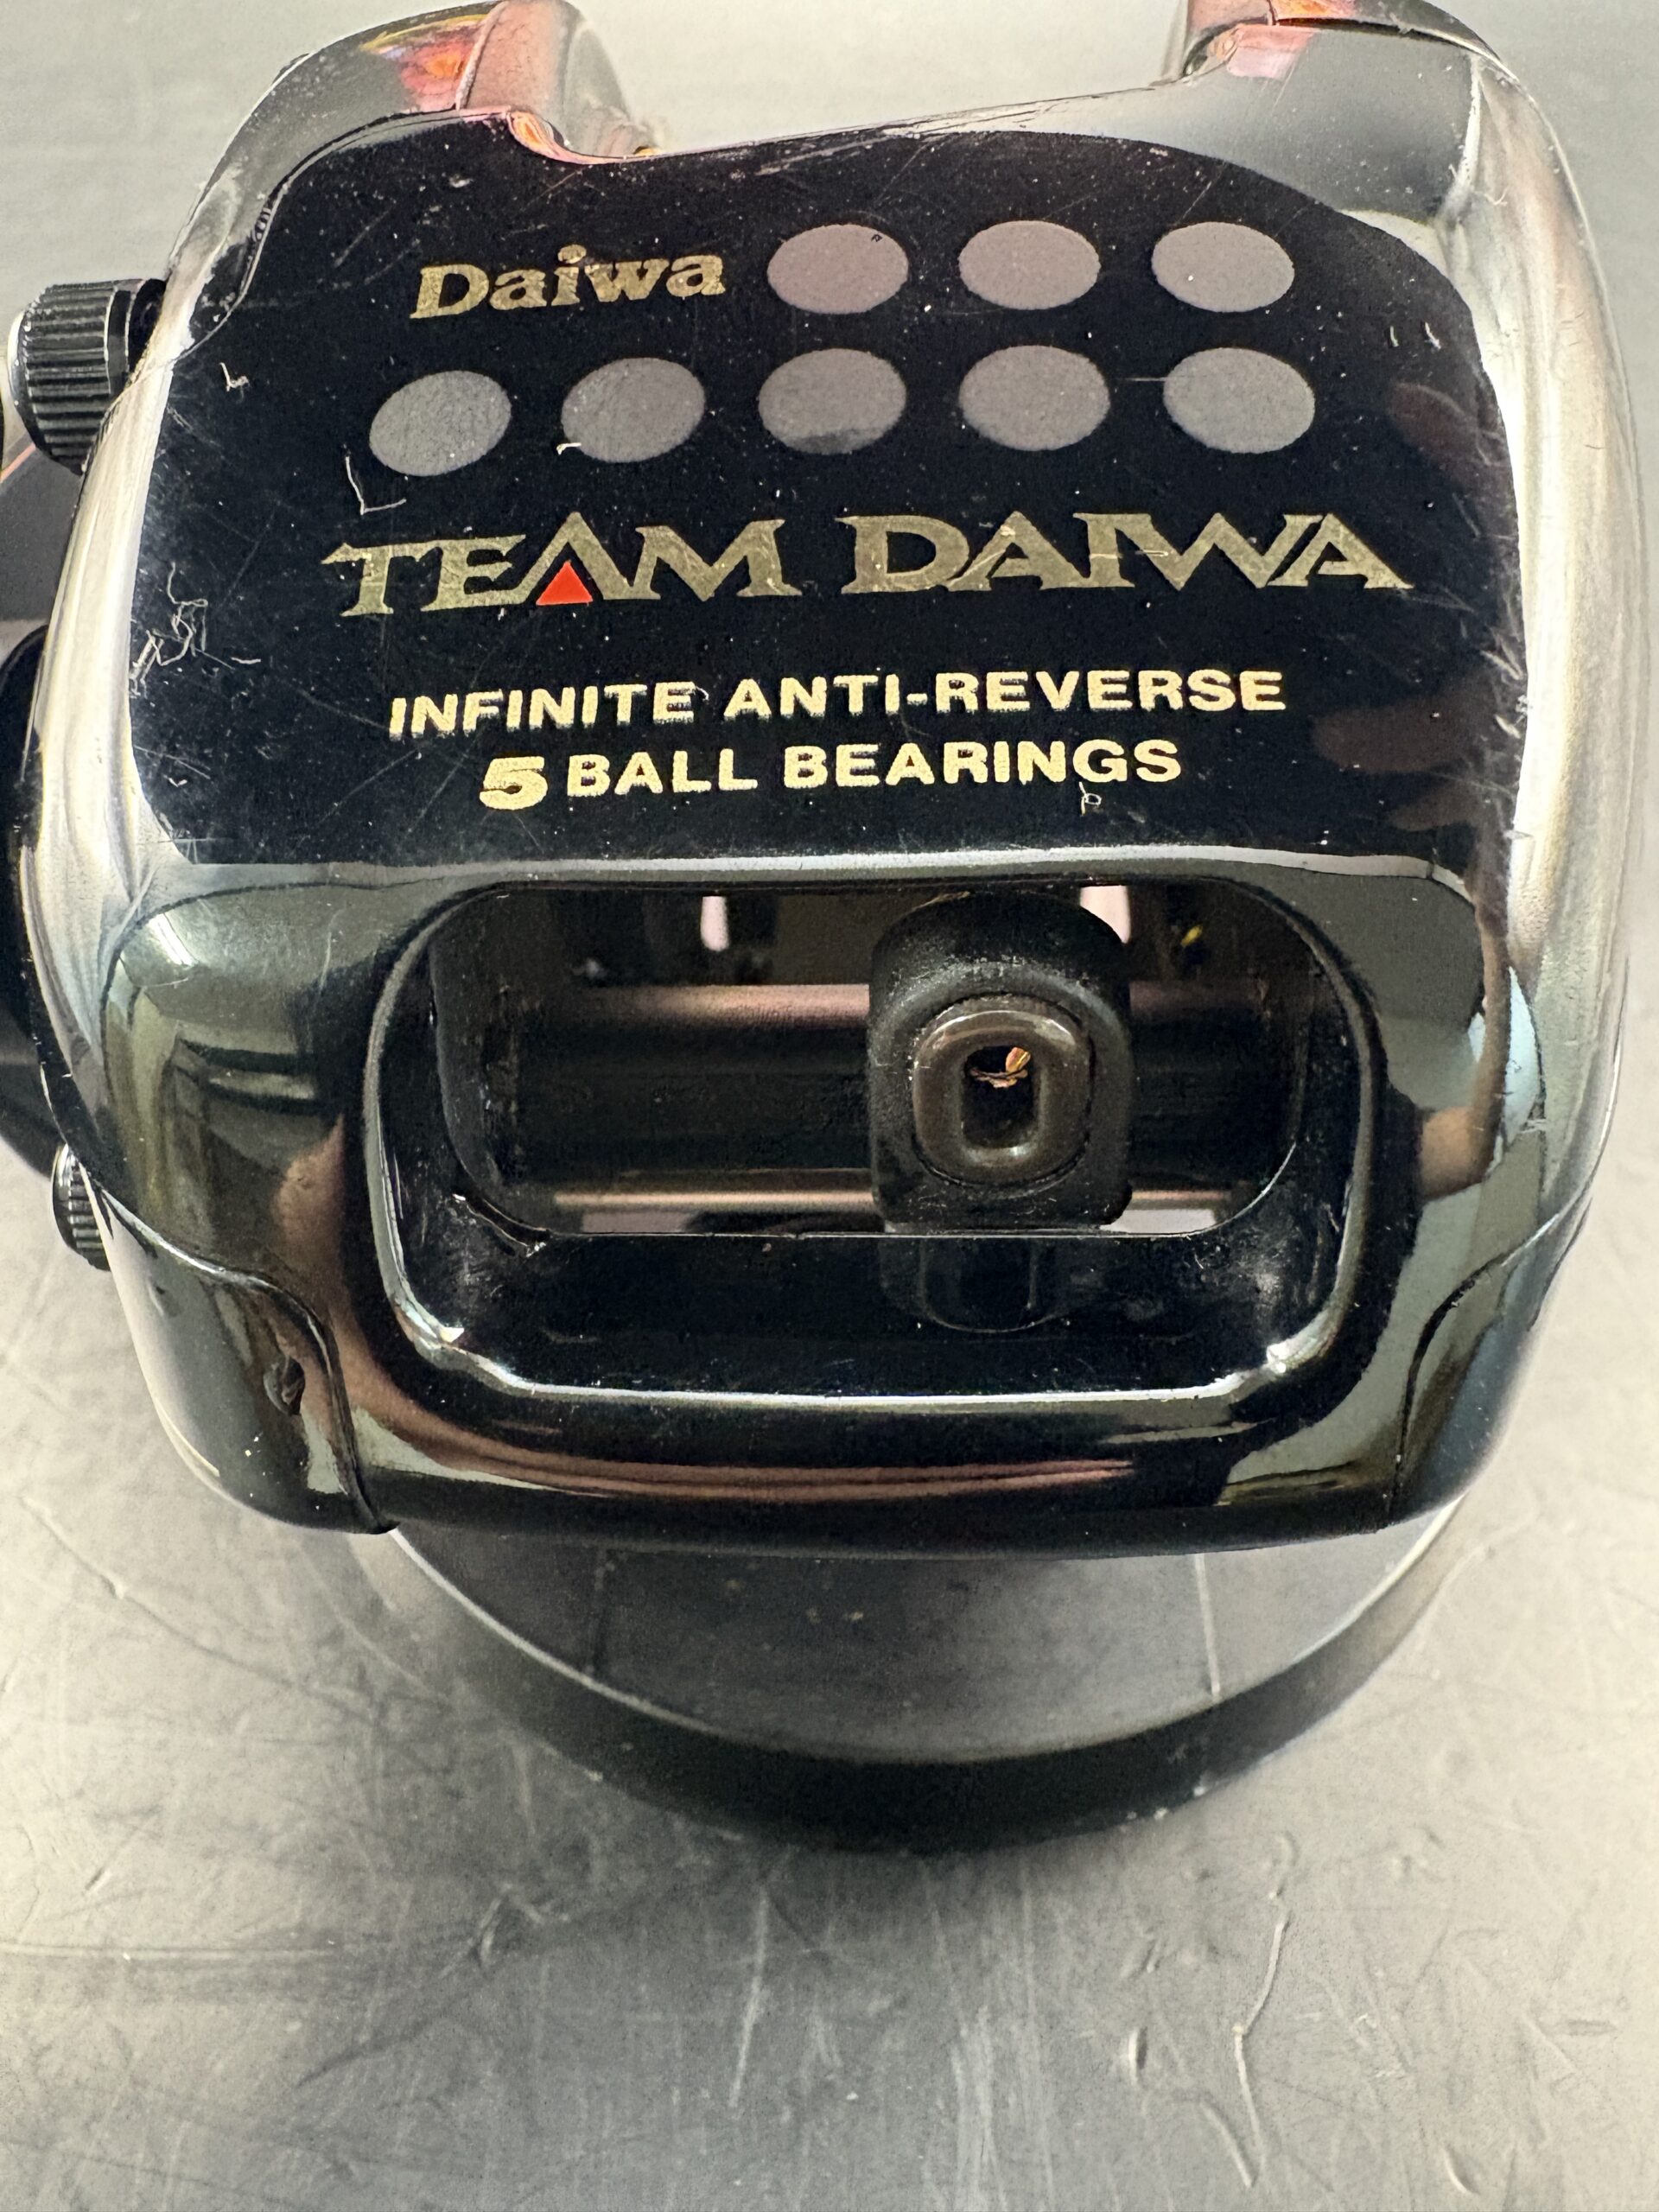 Daiwa
TEAM DAIWA
INFINITE ANTI-REVERSE
5 BALL BEARINGS